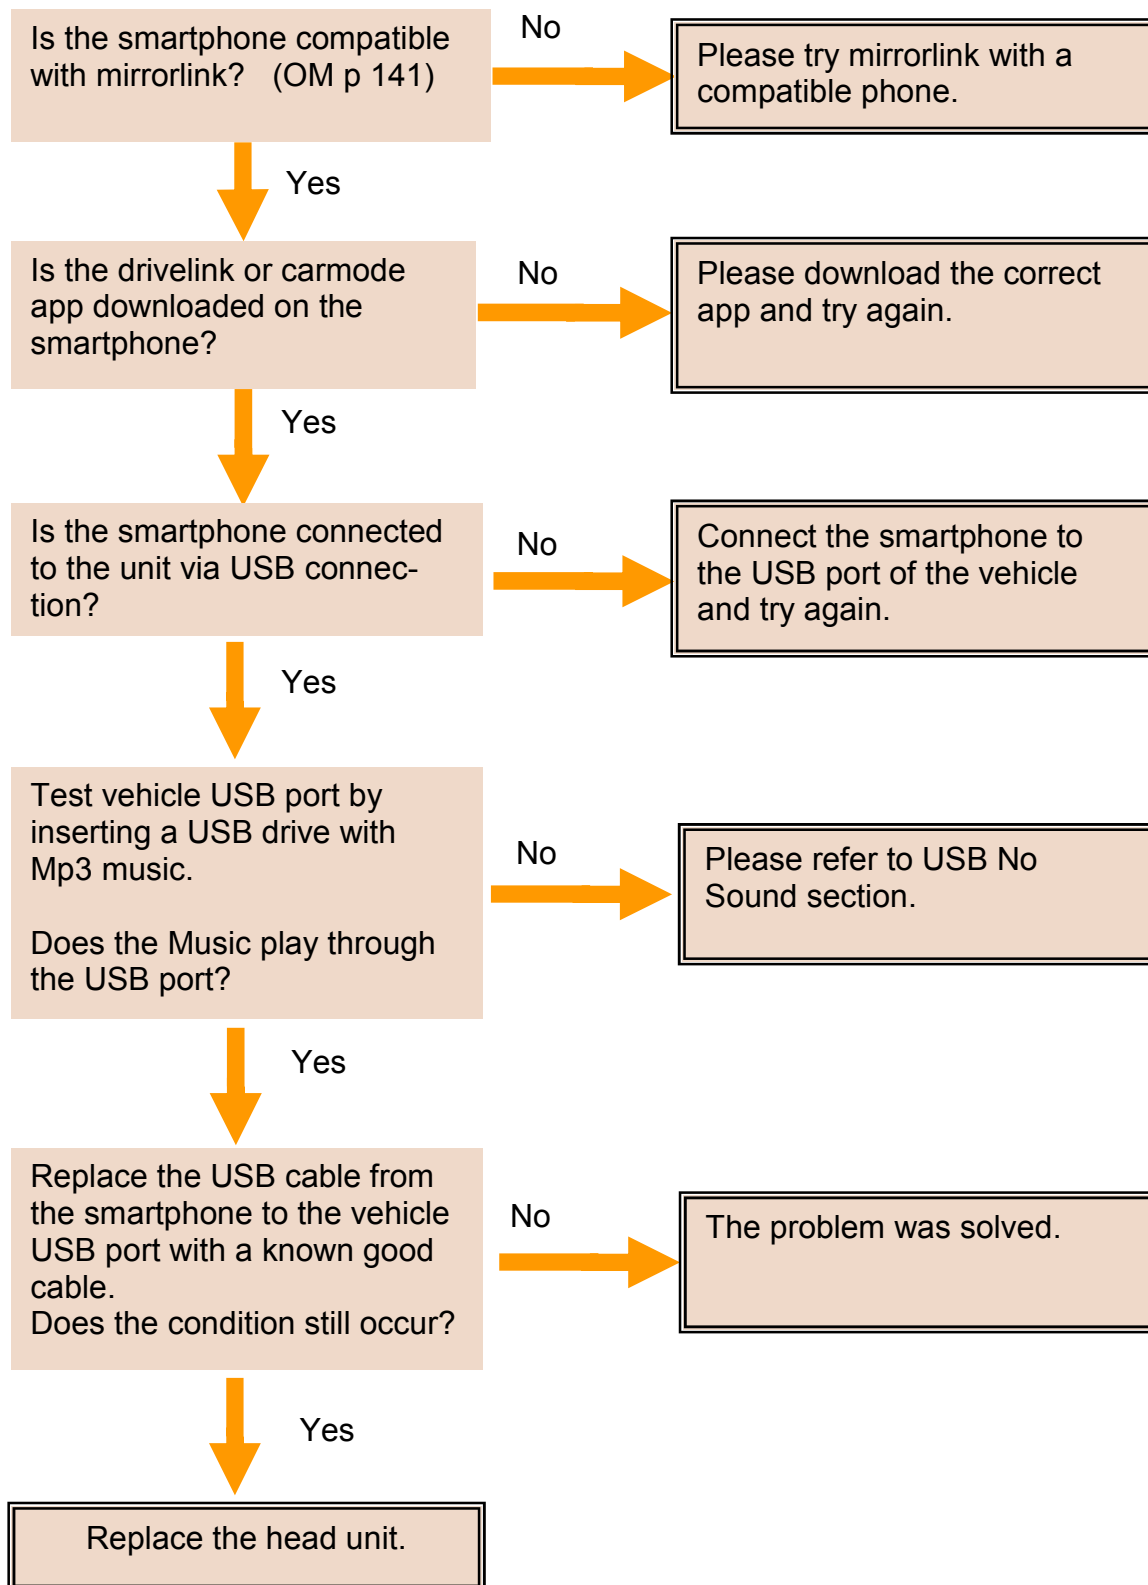 Is the smartphone compatible
with mirrorlink?   (OM p 141)
No
Please try mirrorlink with a
compatible phone.
Yes
Is the drivelink or carmode
app downloaded on the
smartphone?
No
Please download the correct
app and try again.
Yes
Is the smartphone connected
to the unit via USB connec-
tion?
No
Connect the smartphone to
the USB port of the vehicle
and try again.
Yes
Test vehicle USB port by
inserting a USB drive with
Mp3 music.
Does the Music play through
the USB port?
No
Please refer to USB No
Sound section.
Yes
Replace the USB cable from
the smartphone to the vehicle
USB port with a known good
cable.
Does the condition still occur?
No
The problem was solved.
Yes
Replace the head unit.